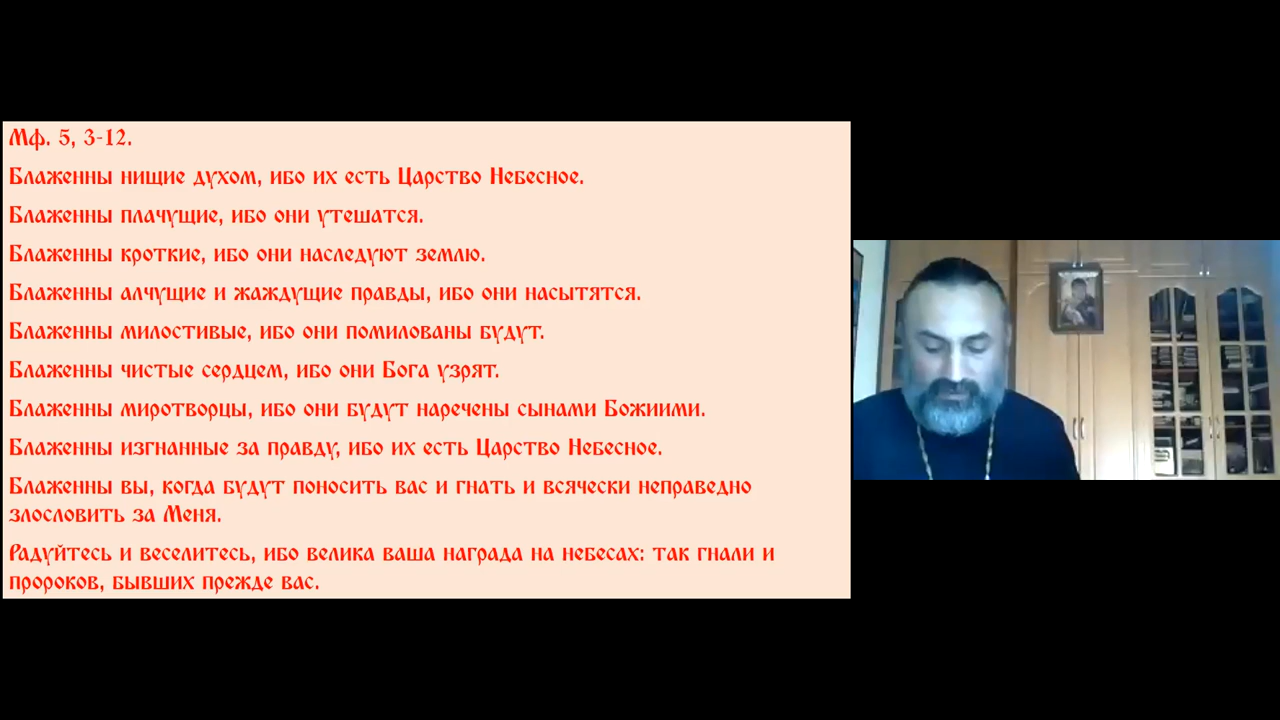 Мф. 5, 3-12.
Блаженны нищие духом, ибо их есть Царство Небесное.
Блаженны плачущие, ибо они утешатся.
Блаженны кроткие, ибо они наследуют землю.
Блаженны алчущие и жаждущие правды, ибо они насытятся.
Блаженны милостивые, ибо они помилованы будут.
Блаженны чистые сердцем, ибо они Бога узрят.
Блаженны миротворцы, ибо они будут наречены сынами Божиими.
Блаженны изгнанные за правду, ибо их есть Царство Небесное.
Блаженны вы, когда будут поносить вас и гнать и всячески неправедно
злословить за Меня.
Радуйтесь и веселитесь, ибо велика ваша награда на небесах: так гнали и
пророков, бывших прежде вас.